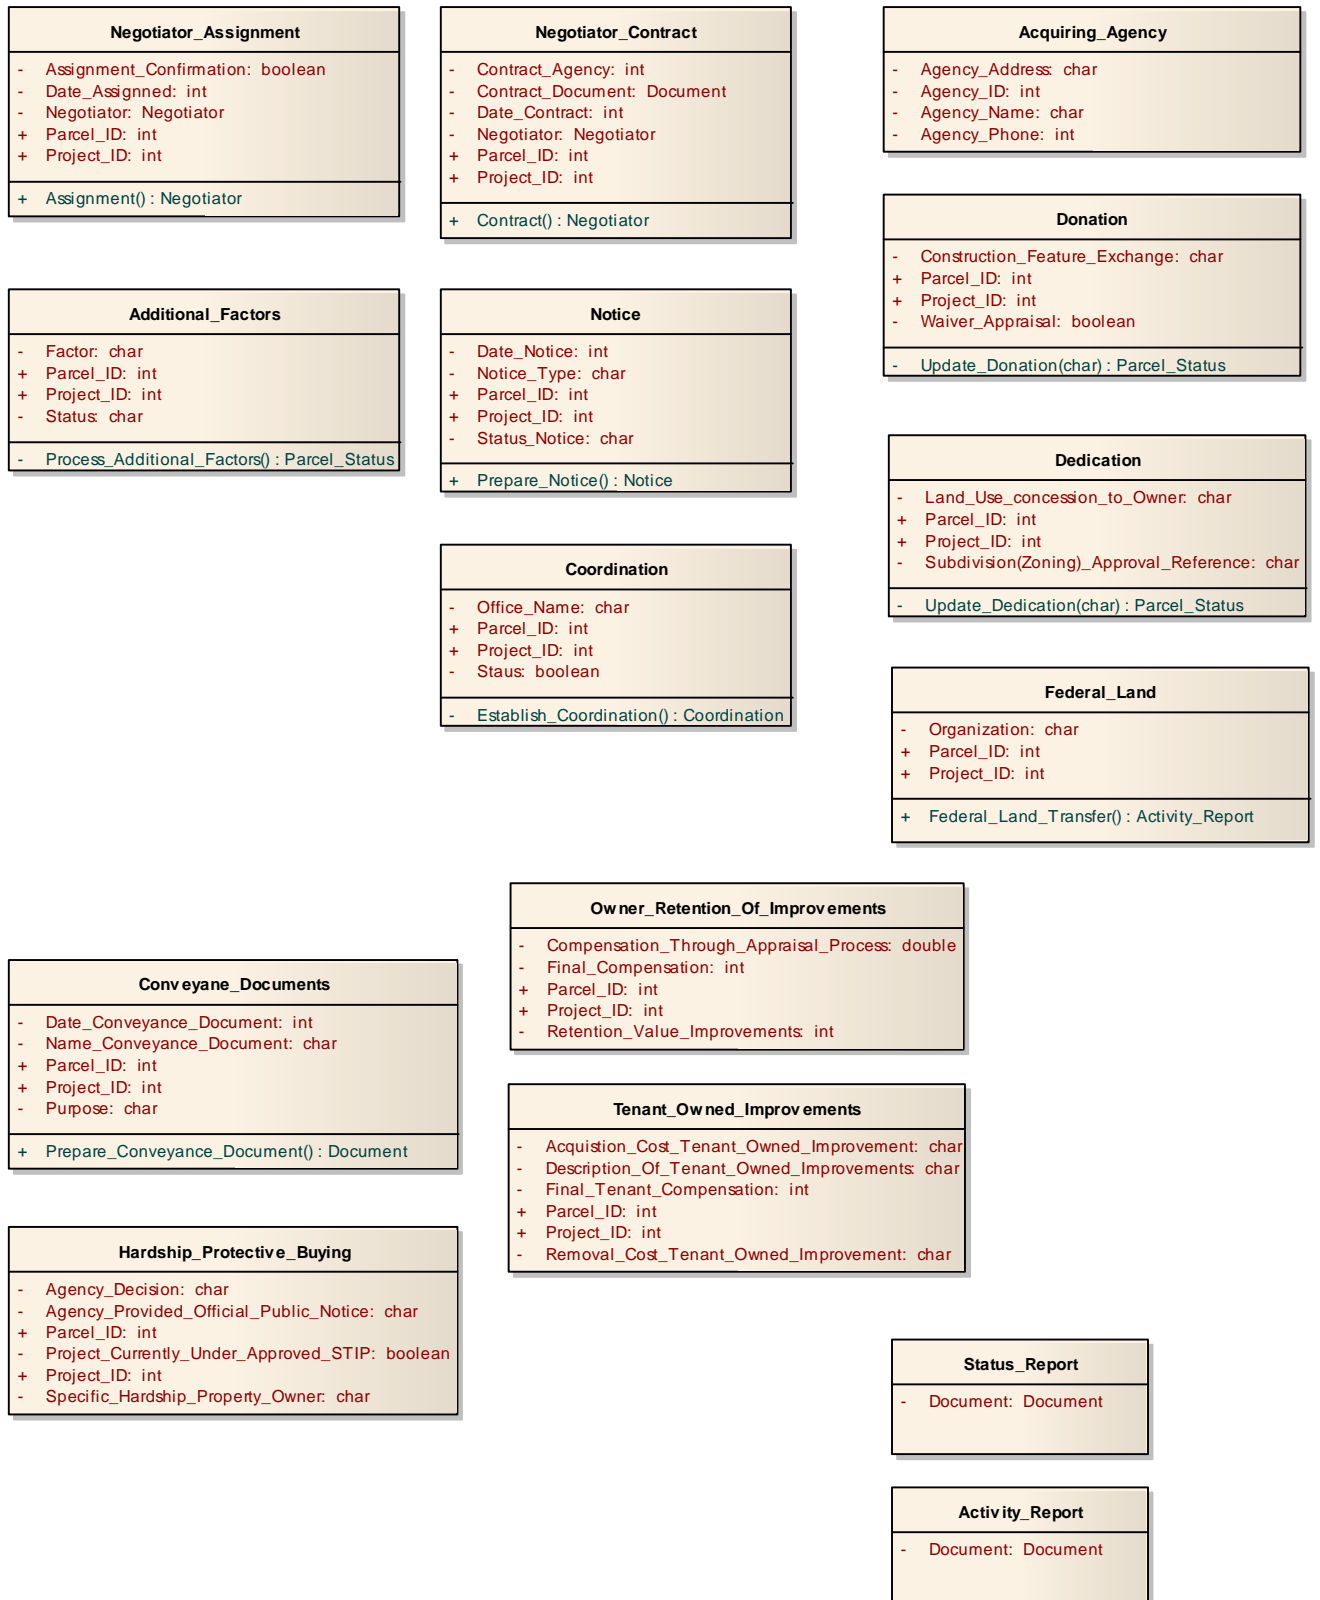 Negotiator_Assignment
- Assignment_Confirmation: boolean
- Date_Assignned: int
- Negotiator: Negotiator
+ Parcel_ID: int
+ Project_ID: int
+ Assignment() : Negotiator
Negotiator_Contract
- Contract_Agency: int
- Contract_Document: Document
- Date_Contract: int
- Negotiator: Negotiator
+ Parcel_ID: int
+ Project_ID: int
+ Contract() : Negotiator
Acquiring_Agency
- Agency_Address: char
- Agency_ID: int
- Agency_Name: char
- Agency_Phone: int
Donation
- Construction_Feature_Exchange: char
+ Parcel_ID: int
+ Project_ID: int
- Waiver_Appraisal: boolean
- Update_Donation(char) : Parcel_Status
Additional_Factors
- Factor: char
+ Parcel_ID: int
+ Project_ID: int
- Status: char
- Process_Additional_Factors() : Parcel_Status
Notice
- Date_Notice: int
- Notice_Type: char
+ Parcel_ID: int
+ Project_ID: int
- Status_Notice: char
+ Prepare_Notice() : Notice
Dedication
- Land_Use_concession_to_Owner: char
+ Parcel_ID: int
+ Project_ID: int
- Subdivision(Zoning)_Approval_Reference: char
- Update_Dedication(char) : Parcel_Status
Coordination
- Office_Name: char
+ Parcel_ID: int
+ Project_ID: int
- Staus: boolean
- Establish_Coordination() : Coordination
Federal_Land
- Organization: char
+ Parcel_ID: int
+ Project_ID: int
+ Federal_Land_Transfer() : Activity_Report
Owner_Retention_Of_Improvements
- Compensation_Through_Appraisal_Process: double
- Final_Compensation: int
+ Parcel_ID: int
+ Project_ID: int
- Retention_Value_Improvements: int
Conveyane_Documents
- Date_Conveyance_Document: int
- Name_Conveyance_Document: char
+ Parcel_ID: int
+ Project_ID: int
- Purpose: char
+ Prepare_Conveyance_Document() : Document
Tenant_Owned_Improvements
- Acquistion_Cost_Tenant_Owned_Improvement: char
- Description_Of_Tenant_Owned_Improvements: char
- Final_Tenant_Compensation: int
+ Parcel_ID: int
+ Project_ID: int
- Removal_Cost_Tenant_Owned_Improvement: char
Hardship_Protective_Buying
- Agency_Decision: char
- Agency_Provided_Official_Public_Notice: char
+ Parcel_ID: int
- Project_Currently_Under_Approved_STIP: boolean
+ Project_ID: int
- Specific_Hardship_Property_Owner: char
Status_Report
- Document: Document
Activity_Report
- Document: Document